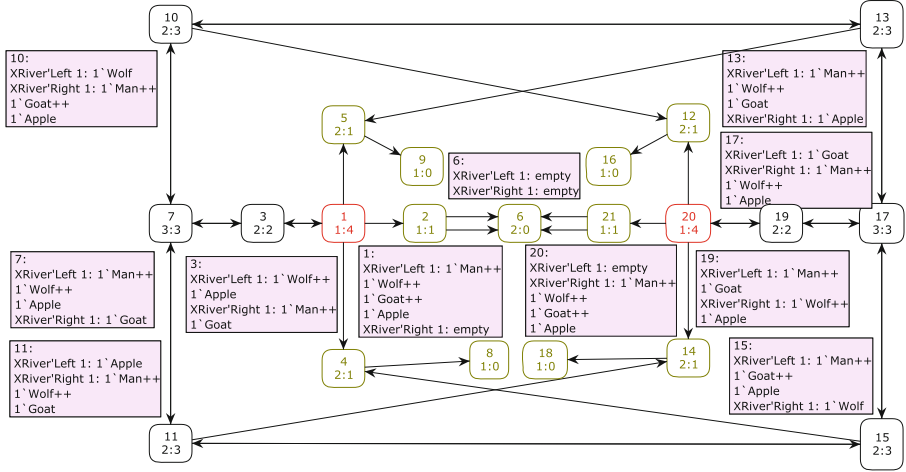 10
2:3
13
2:3
10:
XRiver'Left 1: 1`Wolf
XRiver'Right 1: 1`Man++
1`Goat++
1`Apple
13:
XRiver'Left 1: 1`Man++
1`Wolf++
1`Goat
XRiver'Right 1: 1`Apple
5
2:1
12
2:1
9
1:0
6:
XRiver'Left 1: empty
XRiver'Right 1: empty
16
1:0
17:
XRiver'Left 1: 1`Goat
XRiver'Right 1: 1`Man++
1`Wolf++
1`Apple
7
3:3
3
2:2
1
1:4
2
1:1
6
2:0
21
1:1
20
1:4
19
2:2
17
3:3
7:
XRiver'Left 1: 1`Man++
1`Wolf++
1`Apple
XRiver'Right 1: 1`Goat
3:
XRiver'Left 1: 1`Wolf++
1`Apple
XRiver'Right 1: 1`Man++
1`Goat
1:
XRiver'Left 1: 1`Man++
1`Wolf++
1`Goat++
1`Apple
XRiver'Right 1: empty
20:
XRiver'Left 1: empty
XRiver'Right 1: 1`Man++
1`Wolf++
1`Goat++
1`Apple
19:
XRiver'Left 1: 1`Man++
1`Goat
XRiver'Right 1: 1`Wolf++
1`Apple
11:
XRiver'Left 1: 1`Apple
XRiver'Right 1: 1`Man++
1`Wolf++
1`Goat
4
2:1
8
1:0
18
1:0
14
2:1
15:
XRiver'Left 1: 1`Man++
1`Goat++
1`Apple
XRiver'Right 1: 1`Wolf
11
2:3
15
2:3